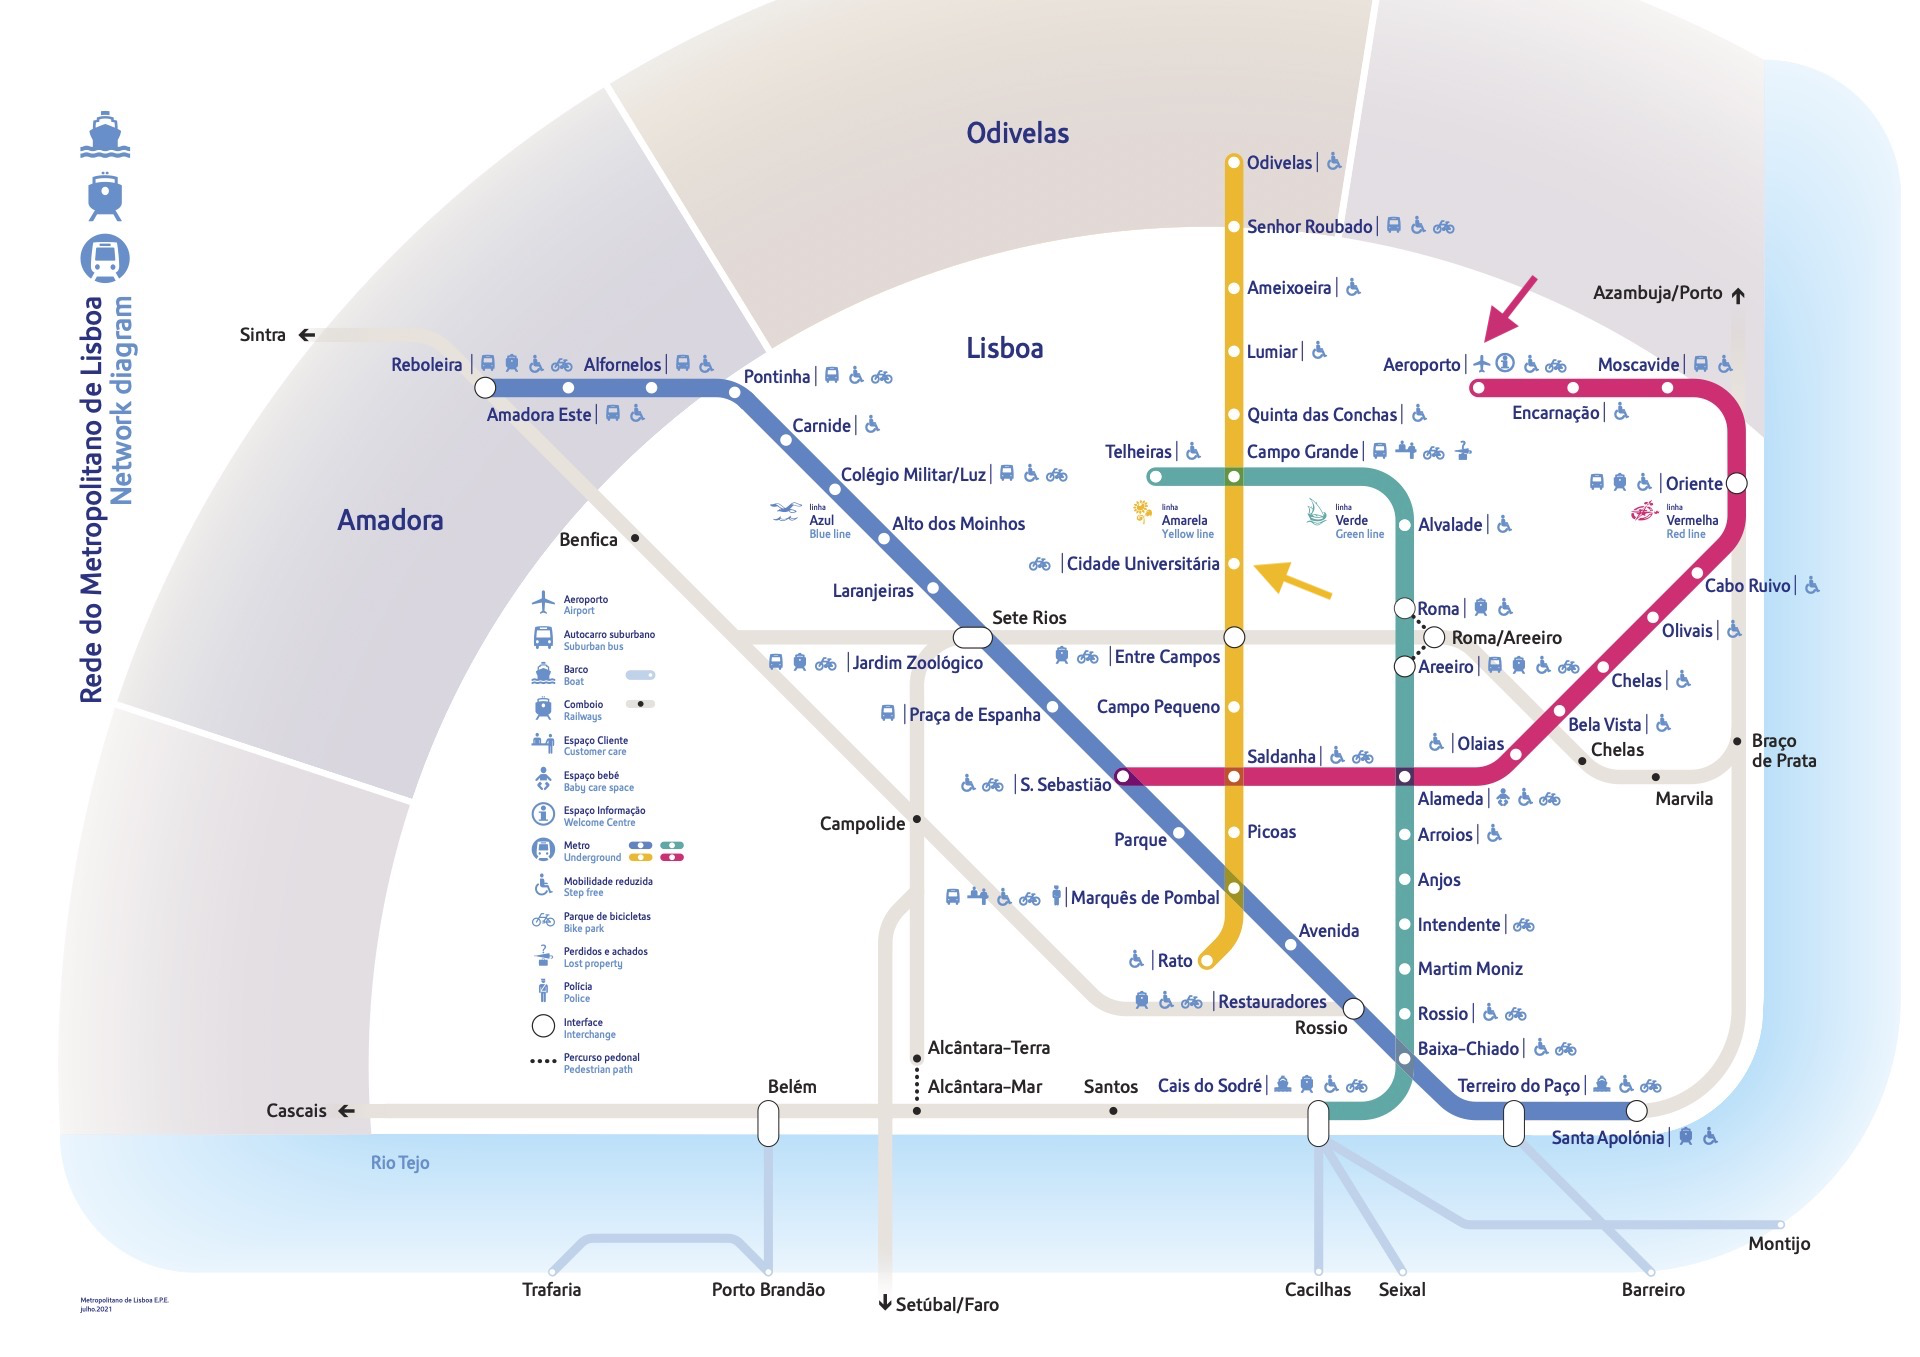 Rede do Metropolitano de Lisboa
Network diagram
Odivelas
Lisboa
Amadora
Sintra
Azambuja/Porto
Odivelas
Senhor Roubado
Ameixoeira
Lumiar
Quinta das Conchas
Campo Grande
Telheiras
Cidade Universitária
Entre Campos
Campo Pequeno
Saldanha
Picoas
Marquês de Pombal
Rato
Reboleira
Amadora Este
Alfornelos
Pontinha
Carnide
Colégio Militar/Luz
Alto dos Moinhos
Laranjeiras
Sete Rios
Jardim Zoológico
Praça de Espanha
S. Sebastião
Parque
Avenida
Restauradores
Rossio
Baixa-Chiado
Terreiro do Paço
Santa Apolónia
Aeroporto
Encarnação
Moscavide
Oriente
Cabo Ruivo
Olivais
Chelas
Bela Vista
Olaias
Alameda
Alvalade
Roma
Roma/Areeiro
Areeiro
Arroios
Anjos
Intendente
Martim Moniz
Rossio
Cais do Sodré
linha
Azul
Blue line
linha
Amarela
Yellow line
linha
Verde
Green line
linha
Vermelha
Red line
Benfica
Campolide
Chelas
Marvila
Braço
de Prata
Alcântara-Terra
Alcântara-Mar
Santos
Belém
Cascais
Rio Tejo
Trafaria
Porto Brandão
Setúbal/Faro
Cacilhas
Seixal
Barreiro
Montijo
Aeroporto
Airport
Autocarro suburbano
Suburban bus
Barco
Boat
Comboio
Railways
Espaço Cliente
Customer care
Espaço bebé
Baby care space
Espaço Informação
Welcome Centre
Metro
Underground
Mobilidade reduzida
Step free
Parque de bicicletas
Bike park
Perdidos e achados
Lost property
Polícia
Police
Interface
Interchange
Percurso pedonal
Pedestrian path
Metropolitano de Lisboa E.P.E.
julho.2021